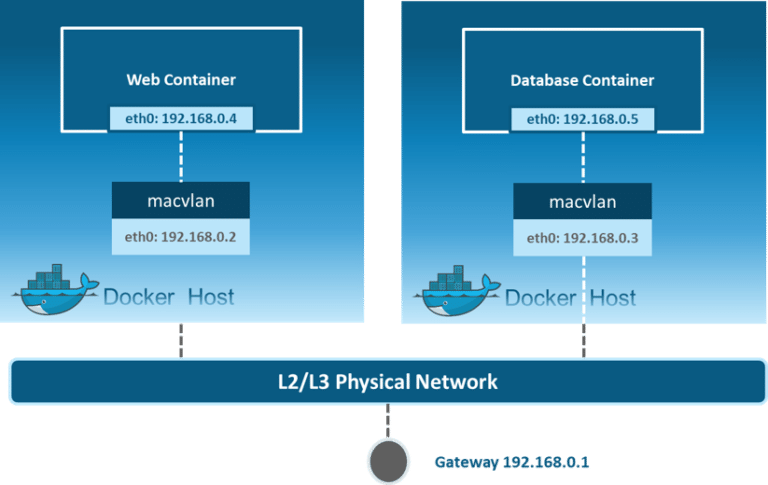 Web Container
eth0: 192.168.0.4
macvlan
eth0: 192.168.0.2
Docker Host
Database Container
eth0: 192.168.0.5
macvlan
eth0: 192.168.0.3
Docker Host
L2/L3 Physical Network
Gateway 192.168.0.1